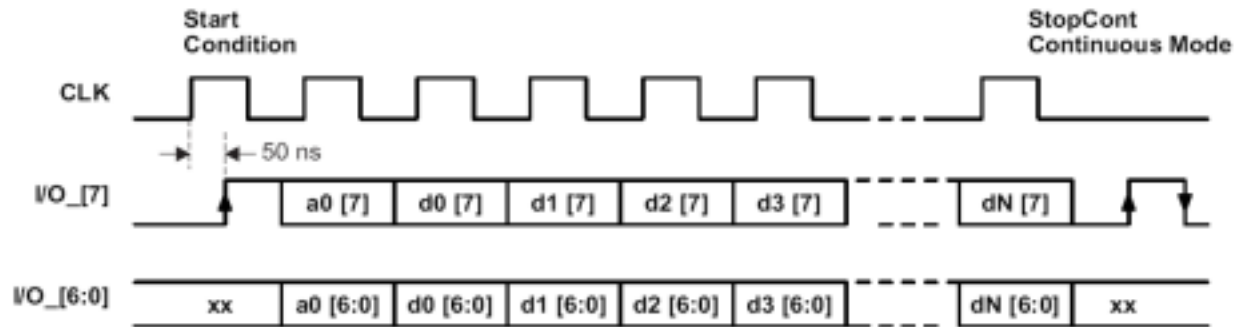 Start
Condition
StopCont
Continuous Mode
CLK
50 ns
I/O_[7]
a0 [7] d0 [7] d1 [7] d2 [7] d3 [7] dN [7]
I/O_[6:0]
xx a0 [6:0] d0 [6:0] d1 [6:0] d2 [6:0] d3 [6:0] dN [6:0] xx